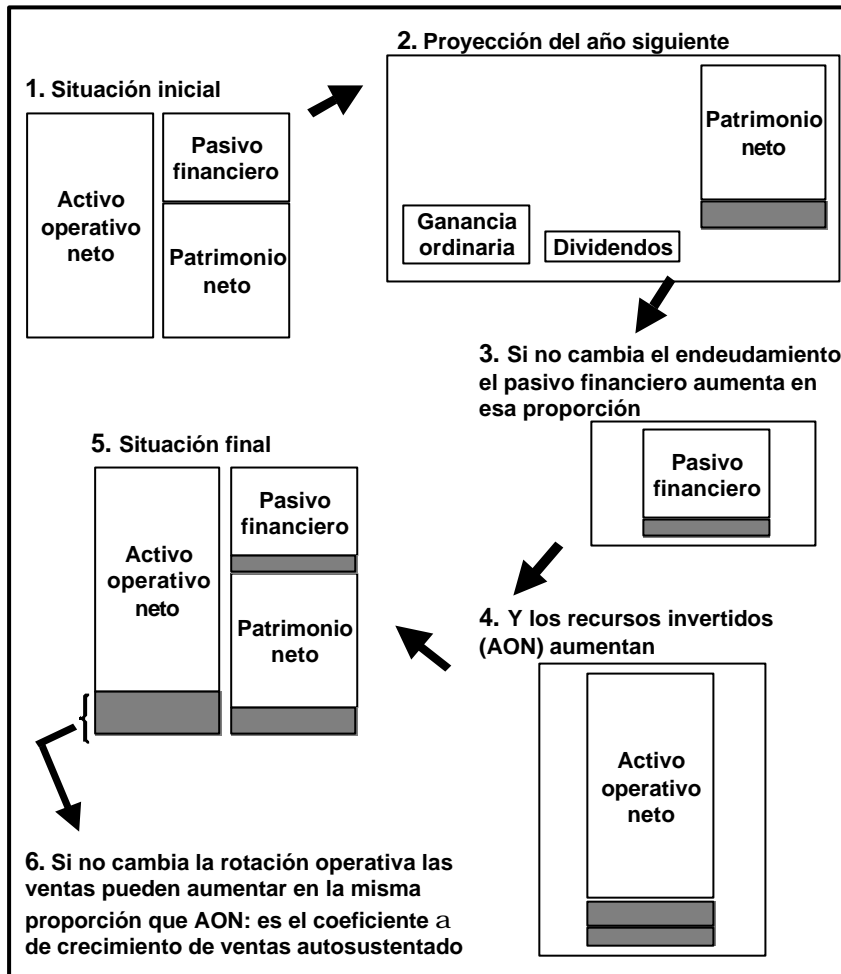 1. Situación inicial
Activo
operativo
neto
Pasivo
financiero
Patrimonio
neto
2. Proyección del año siguiente
Patrimonio
neto
Ganancia
ordinaria
Dividendos
3. Si no cambia el endeudamiento
el pasivo financiero aumenta en
esa proporción
Pasivo
financiero
4. Y los recursos invertidos
(AON) aumentan
Activo
operativo
neto
5. Situación final
Activo
operativo
neto
Pasivo
financiero
Patrimonio
neto
6. Si no cambia la rotación operativa las
ventas pueden aumentar en la misma
proporción que AON: es el coeficiente a
de crecimiento de ventas autosustentado